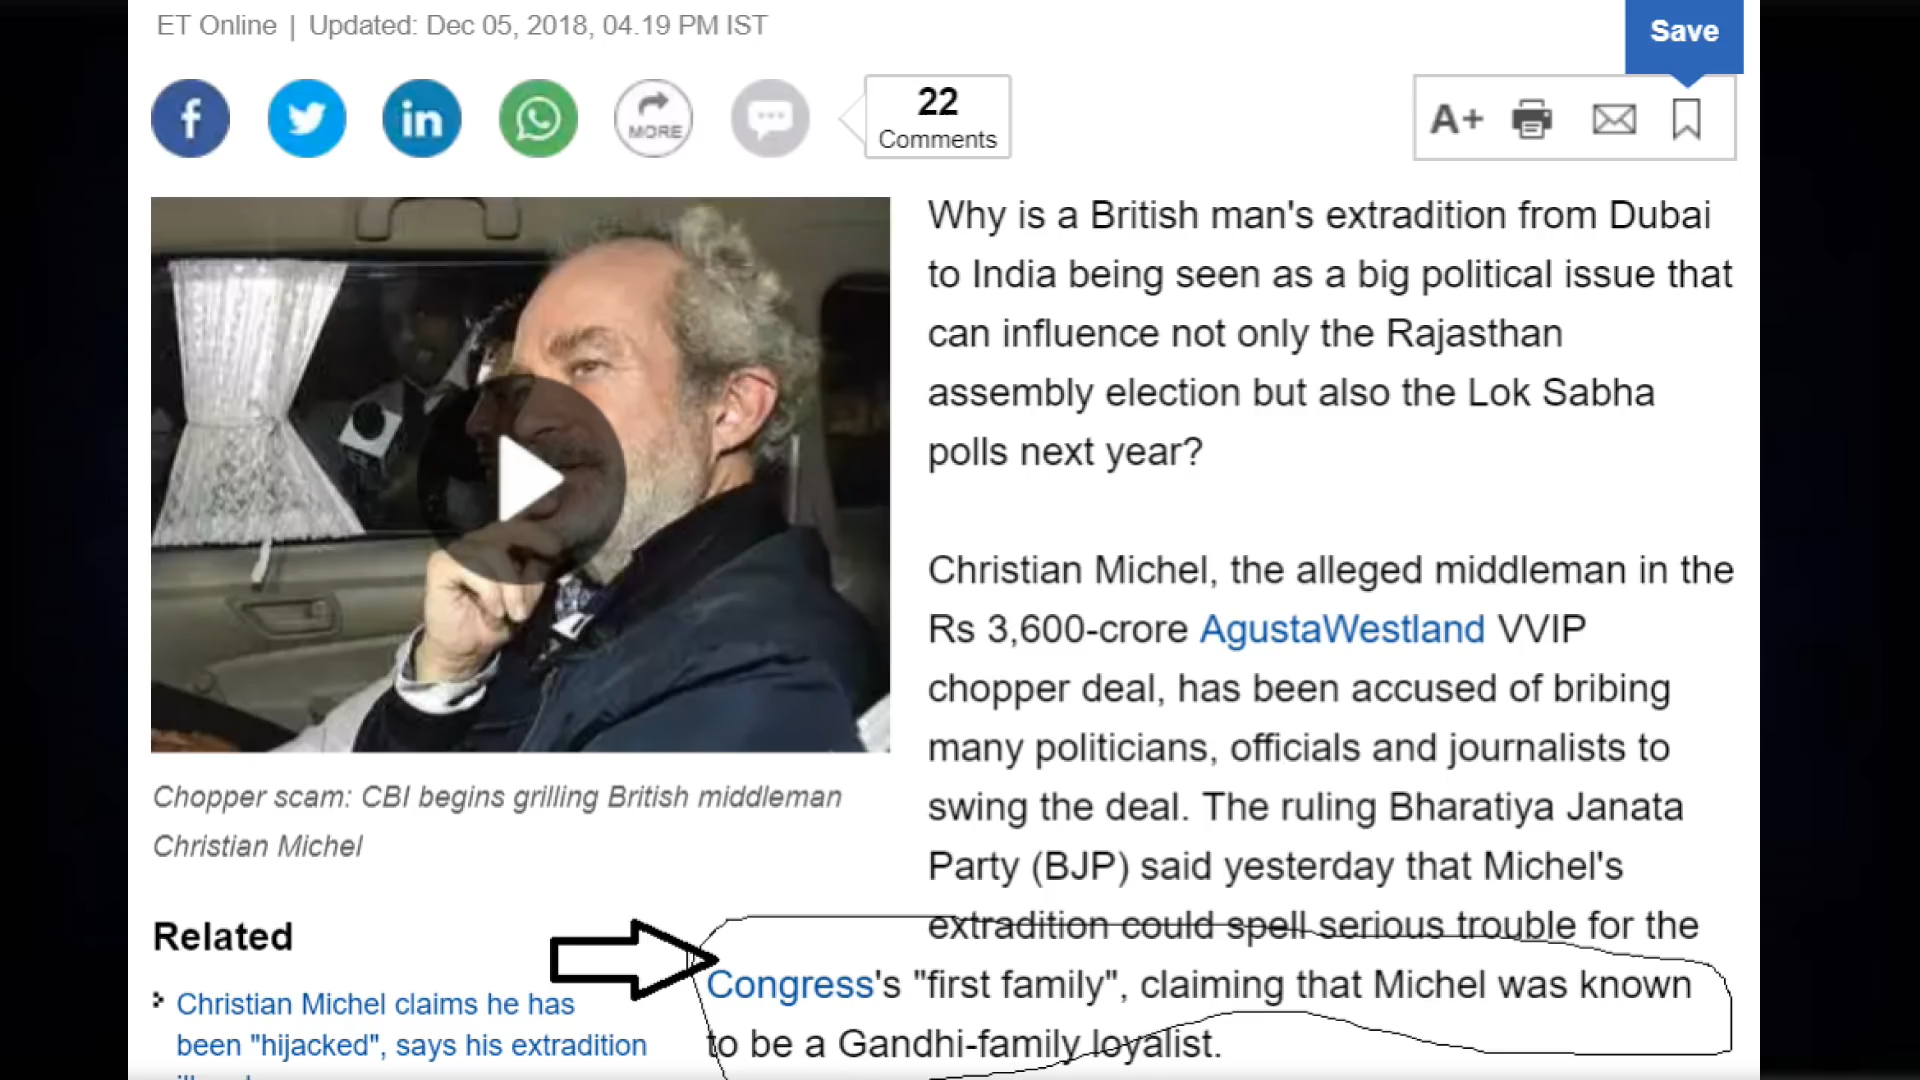 ET Online | Updated: Dec 05, 2018, 04.19 PM IST
Save
MORE
22
Comments
A+
Why is a British man's extradition from Dubai
to India being seen as a big political issue that
can influence not only the Rajasthan
assembly election but also the Lok Sabha
polls next year?
Christian Michel, the alleged middleman in the
Rs 3,600-crore AgustaWestland VVIP
chopper deal, has been accused of bribing
many politicians, officials and journalists to
swing the deal. The ruling Bharatiya Janata
Party (BJP) said yesterday that Michel's
extradition could spell serious trouble for the
Congress's "first family", claiming that Michel was known
to be a Gandhi-family loyalist.
Chopper scam: CBI begins grilling British middleman
Christian Michel
Related
Christian Michel claims he has
been "hijacked", says his extradition